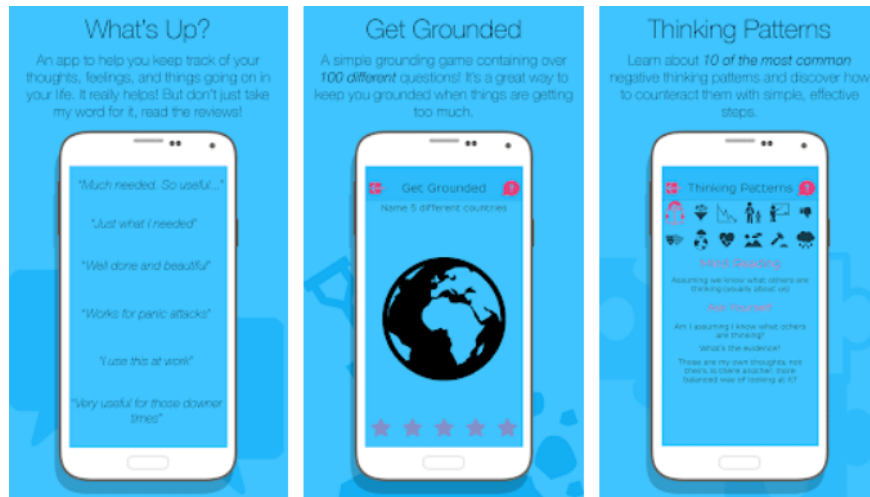 What's Up?
An app to help you keep track of your
thoughts, feelings, and things going on in
your life. It really helps! But don't just take
my word for it, read the reviews!
"Much needed. So useful..."
"Just what I needed"
"Well done and beautiful"
"Works for panic attacks"
"I use this at work"
"Very useful for those downer
times"
Get Grounded
A simple grounding game containing over
100 different questions! It's a great way to
keep you grounded when things are getting
too much.
Get Grounded
?
Name 5 different countries
Thinking Patterns
Learn about 10 of the most common
negative thinking patterns and discover how
to counteract them with simple, effective
steps.
Thinking Patterns
?
Mind Reading
Assuming we know what others are
thinking (usually about us)
Ask Yourself
Am I assuming I know what others
are thinking?
What's the evidence?
Those are my own thoughts, not
theirs. Is there another, more
balanced way of looking at it?